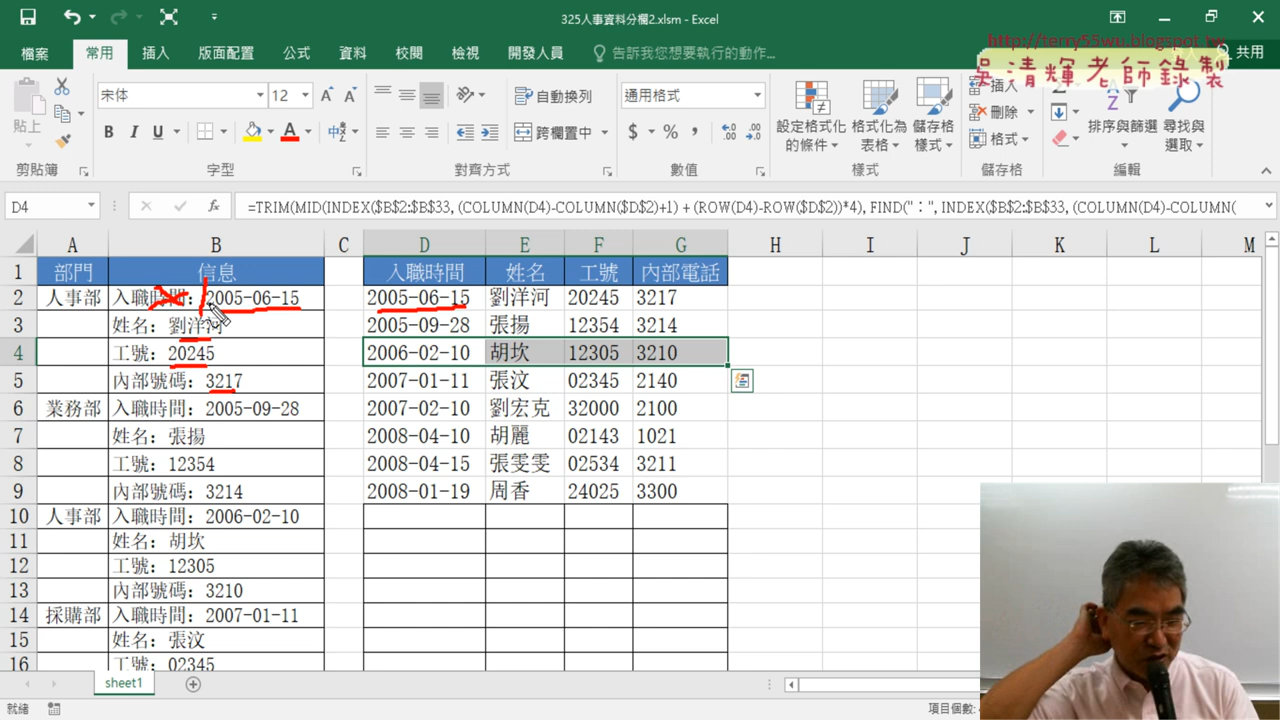 325人事資料分欄2.xlsm - Excel
http://terry55wu.blogspot.tw
吳清輝老師錄製
檔案 常用 插入 版面配置 公式 資料 校閱 檢視 開發人員 告訴我您想要執行的動作... 共用
貼上 宋体 12 自動換列 跨欄置中 通用格式 設定格式化的條件 格式化為表格 儲存格樣式 插入 刪除 格式 排序與篩選 尋找與選取
剪貼簿 字型 對齊方式 數值 樣式 儲存格 編輯
D4 =TRIM(MID(INDEX($B$2:$B$33, (COLUMN(D4)-COLUMN($D$2)+1) + (ROW(D4)-ROW($D$2))*4), FIND("：", INDEX($B$2:$B$33, (COLUMN(D4)-COLUMN(
A B C D E F G H I J K L M
1 部門 信息 入職時間 姓名 工號 內部電話
2 人事部 入職時間: 2005-06-15 2005-06-15 劉洋河 20245 3217
3 姓名: 劉洋河 2005-09-28 張揚 12354 3214
4 工號: 20245 2006-02-10 胡坎 12305 3210
5 內部號碼: 3217 2007-01-11 張汶 02345 2140
6 業務部 入職時間: 2005-09-28 2007-02-10 劉宏克 32000 2100
7 姓名: 張揚 2008-04-10 胡麗 02143 1021
8 工號: 12354 2008-04-15 張雯雯 02534 3211
9 內部號碼: 3214 2008-01-19 周香 24025 3300
10 人事部 入職時間: 2006-02-10
11 姓名: 胡坎
12 工號: 12305
13 內部號碼: 3210
14 採購部 入職時間: 2007-01-11
15 姓名: 張汶
16 工號: 02345
sheet1
就緒 項目個數: